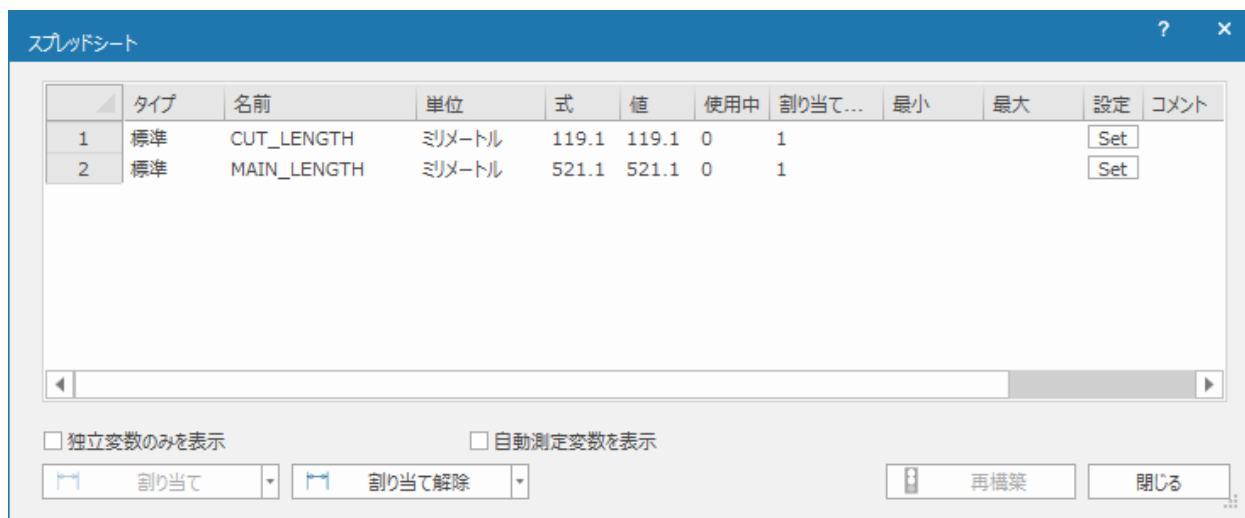 スプレッドシート ? ×
タイプ 名前 単位 式 値 使用中 割り当て... 最小 最大 設定 コメント
1 標準 CUT_LENGTH ミリメートル 119.1 119.1 0 1 Set
2 標準 MAIN_LENGTH ミリメートル 521.1 521.1 0 1 Set
独立変数のみを表示 自動測定変数を表示
割り当て 割り当て解除 再構築 閉じる